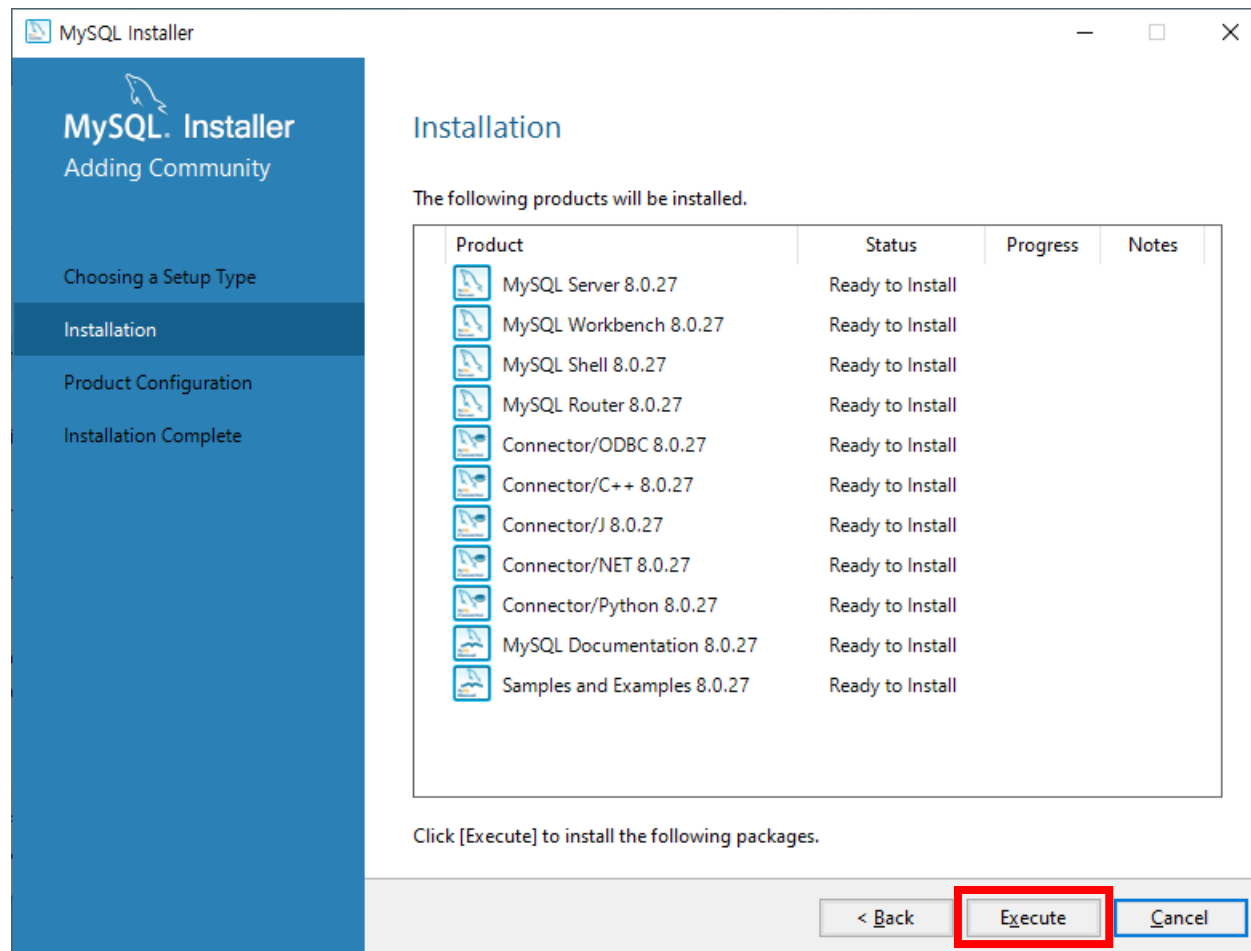 MySQL Installer
MySQL. Installer
Adding Community
Choosing a Setup Type
Installation
Product Configuration
Installation Complete
Installation
The following products will be installed.
Product Status Progress Notes
MySQL Server 8.0.27 Ready to Install
MySQL Workbench 8.0.27 Ready to Install
MySQL Shell 8.0.27 Ready to Install
MySQL Router 8.0.27 Ready to Install
Connector/ODBC 8.0.27 Ready to Install
Connector/C++ 8.0.27 Ready to Install
Connector/J 8.0.27 Ready to Install
Connector/NET 8.0.27 Ready to Install
Connector/Python 8.0.27 Ready to Install
MySQL Documentation 8.0.27 Ready to Install
Samples and Examples 8.0.27 Ready to Install
Click [Execute] to install the following packages.
< Back Execute Cancel